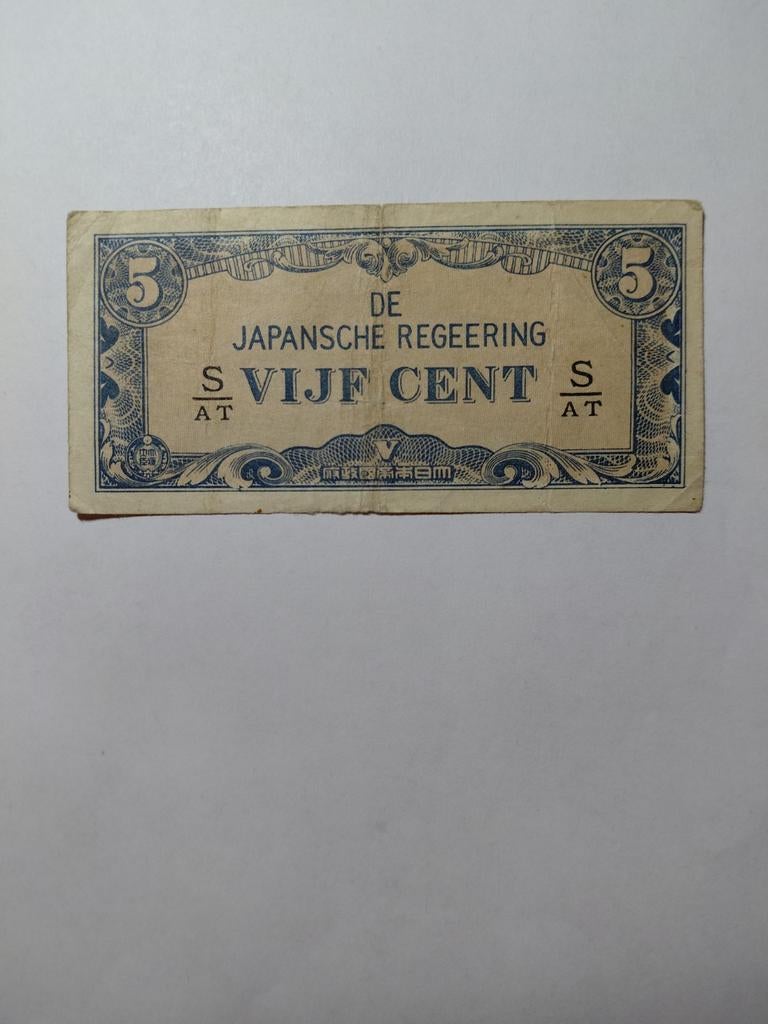 5 5
DE
JAPANSCHE REGEERING
S VIJF CENT S
AT AT
V
府政國帝本日大